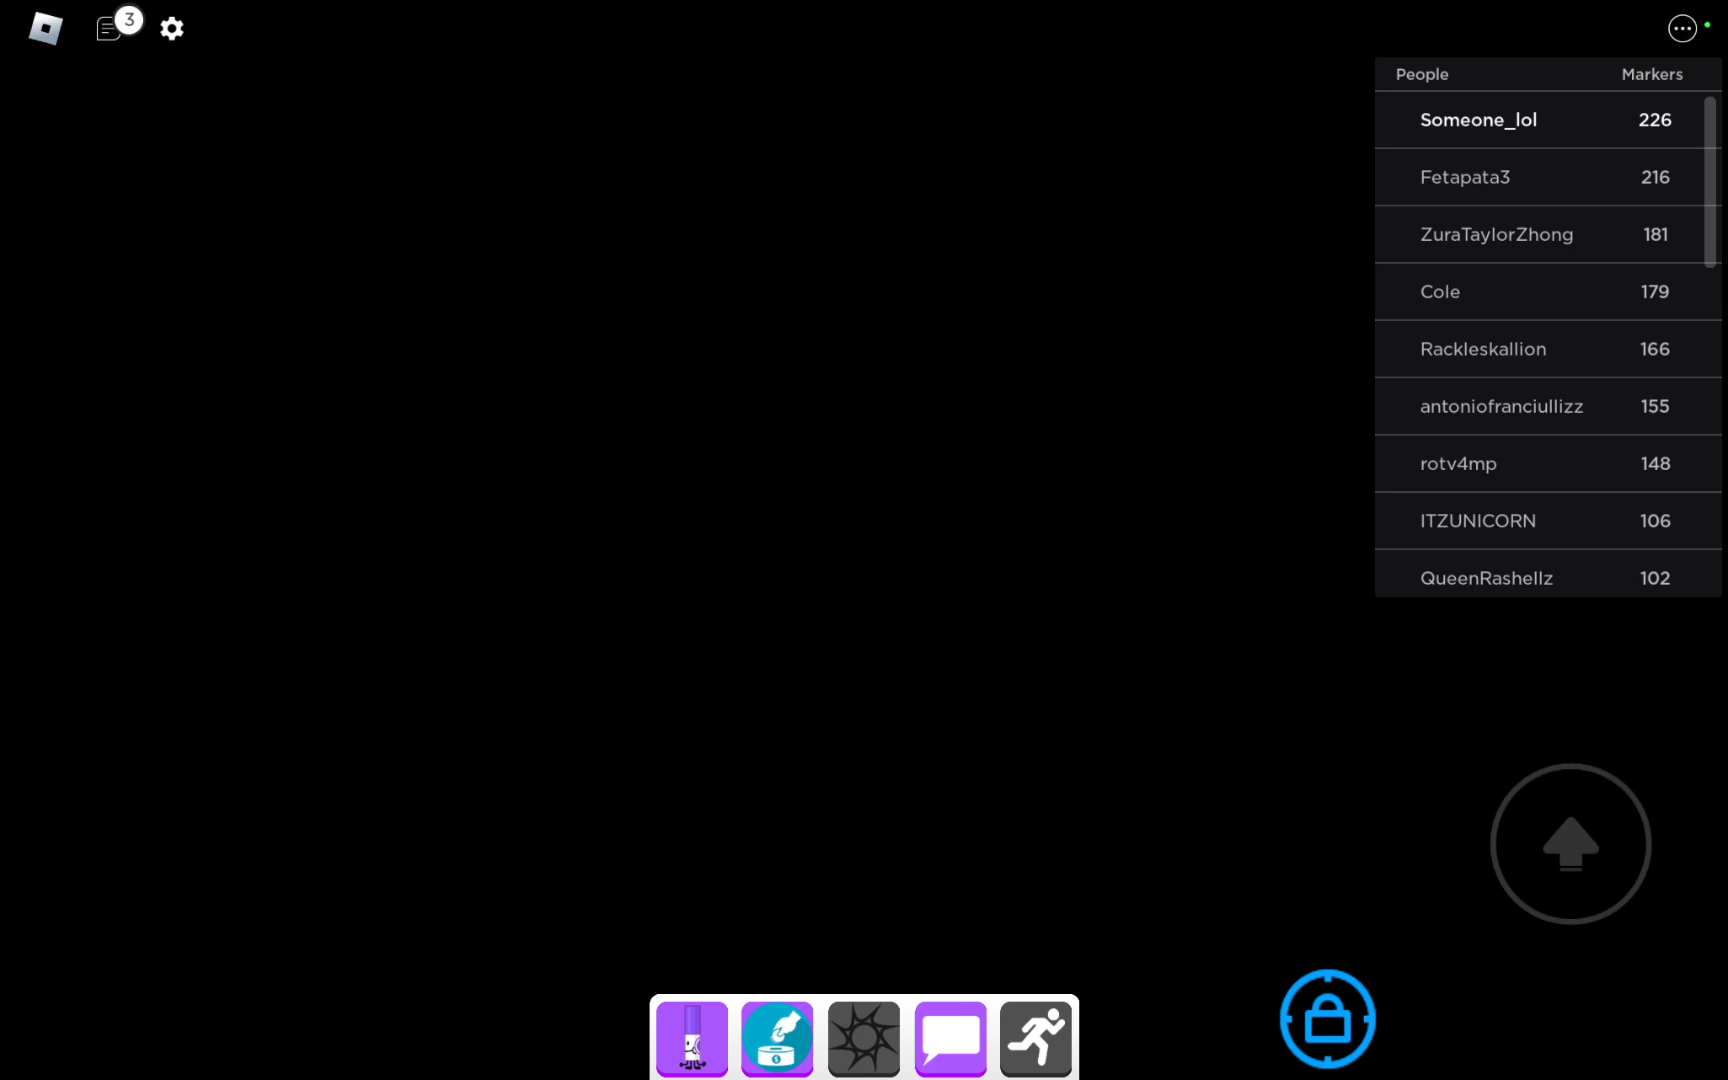 3
People Markers
Someone_lol 226
Fetapata3 216
ZuraTaylorZhong 181
Cole 179
Rackleskallion 166
antoniofranciullizz 155
rotv4mp 148
ITZUNICORN 106
QueenRashellz 102
$